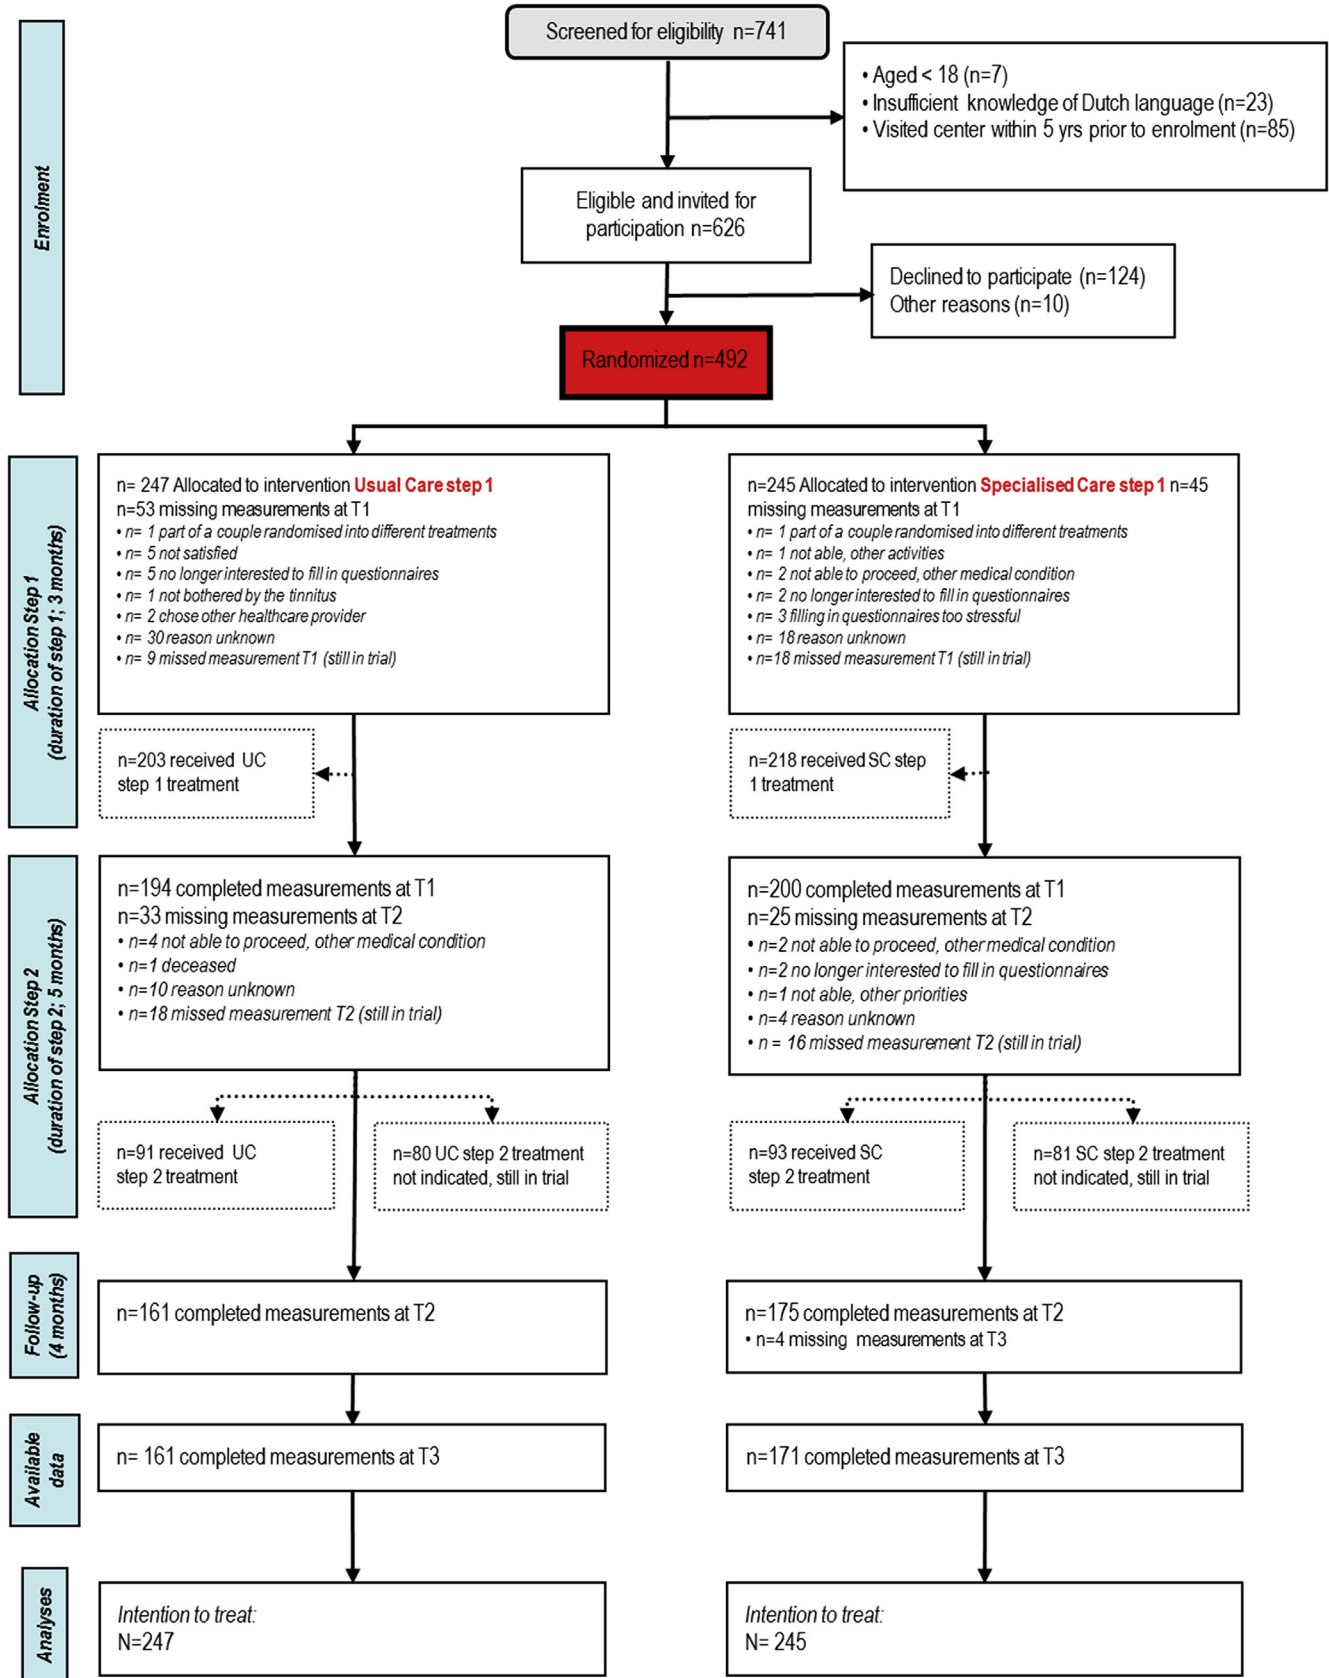 Enrolment
Screened for eligibility n=741
• Aged < 18 (n=7)
• Insufficient knowledge of Dutch language (n=23)
• Visited center within 5 yrs prior to enrolment (n=85)
Eligible and invited for
participation n=626
Declined to participate (n=124)
Other reasons (n=10)
Randomized n=492
Allocation Step 1
(duration of step 1; 3 months)
n= 247 Allocated to intervention Usual Care step 1
n=53 missing measurements at T1
• n= 1 part of a couple randomised into different treatments
• n= 5 not satisfied
• n= 5 no longer interested to fill in questionnaires
• n= 1 not bothered by the tinnitus
• n= 2 chose other healthcare provider
• n= 30 reason unknown
• n= 9 missed measurement T1 (still in trial)
n=245 Allocated to intervention Specialised Care step 1 n=45
missing measurements at T1
• n= 1 part of a couple randomised into different treatments
• n= 1 not able, other activities
• n= 2 not able to proceed, other medical condition
• n= 2 no longer interested to fill in questionnaires
• n= 3 filling in questionnaires too stressful
• n= 18 reason unknown
• n=18 missed measurement T1 (still in trial)
n=203 received UC
step 1 treatment
n=218 received SC step
1 treatment
Allocation Step 2
(duration of step 2; 5 months)
n=194 completed measurements at T1
n=33 missing measurements at T2
• n=4 not able to proceed, other medical condition
• n=1 deceased
• n=10 reason unknown
• n=18 missed measurement T2 (still in trial)
n=200 completed measurements at T1
n=25 missing measurements at T2
• n=2 not able to proceed, other medical condition
• n=2 no longer interested to fill in questionnaires
• n=1 not able, other priorities
• n=4 reason unknown
• n = 16 missed measurement T2 (still in trial)
n=91 received UC
step 2 treatment
n=80 UC step 2 treatment
not indicated, still in trial
n=93 received SC
step 2 treatment
n=81 SC step 2 treatment
not indicated, still in trial
Follow-up
(4 months)
n=161 completed measurements at T2
n=175 completed measurements at T2
• n=4 missing measurements at T3
Available
data
n= 161 completed measurements at T3
n=171 completed measurements at T3
Analyses
Intention to treat:
N=247
Intention to treat:
N= 245